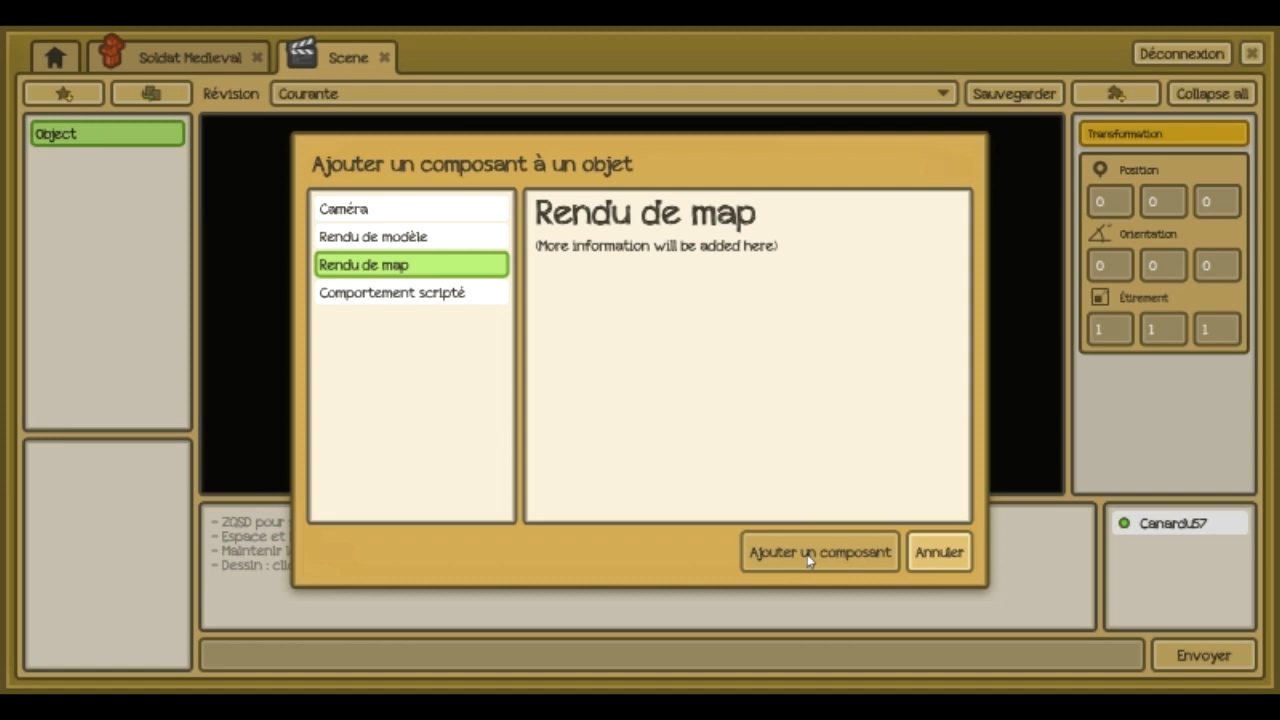 Soldat Medieval
Scene
Déconnexion
Révision
Courante
Sauvegarder
Collapse all
Object
Ajouter un composant à un objet
Caméra
Rendu de modèle
Rendu de map
Comportement scripté
Rendu de map
(More information will be added here)
Ajouter un composant
Annuler
Transformation
Position
0 0 0
Orientation
0 0 0
Étirement
1 1 1
- ZQSD pour
- Espace et
- Maintenir
- Dessin :
Canardu57
Envoyer